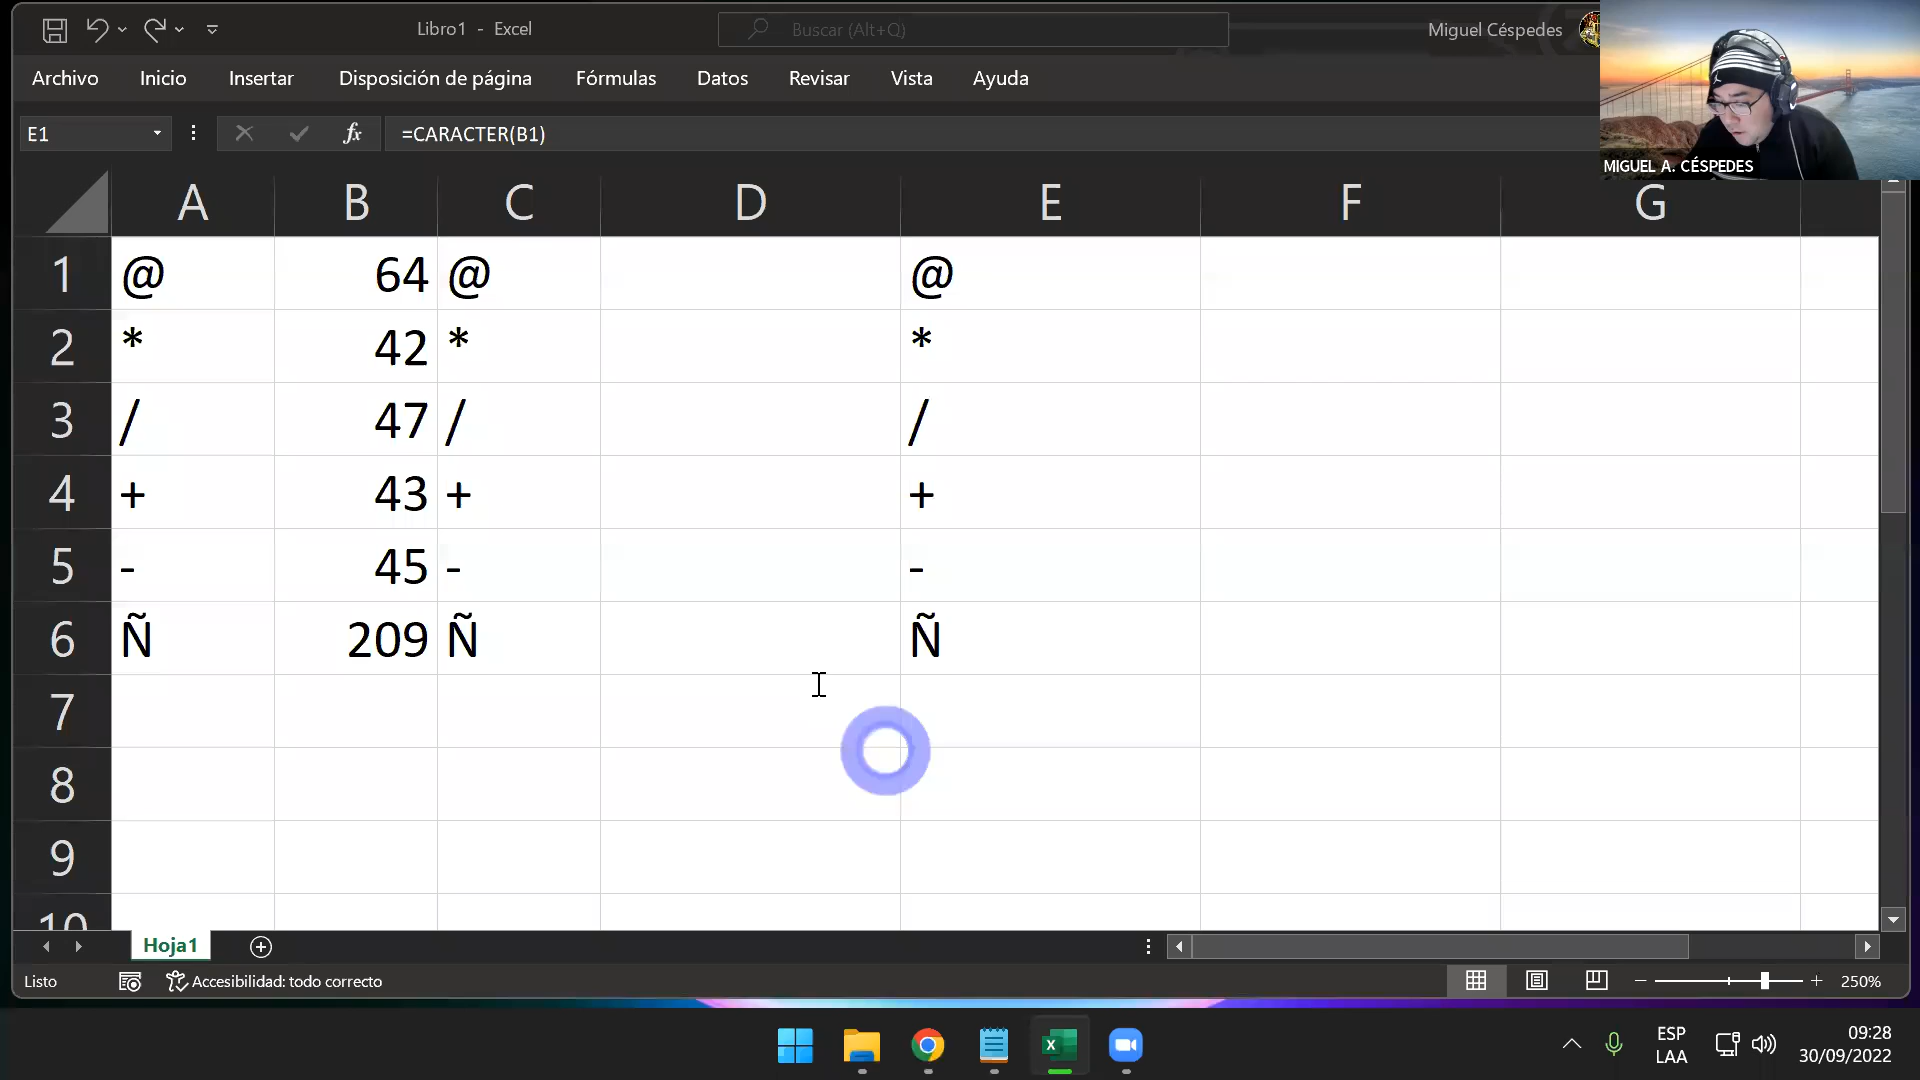 Libro1 - Excel
Buscar (Alt+Q)
Miguel Céspedes
Archivo Inicio Insertar Disposición de página Fórmulas Datos Revisar Vista Ayuda
E1 fx =CARACTER(B1)
MIGUEL A. CÉSPEDES
A B C D E F G
1 @ 64 @ @
2 * 42 * *
3 / 47 / /
4 + 43 + +
5 - 45 - -
6 Ñ 209 Ñ Ñ
7
8
9
10
Hoja1
Listo Accesibilidad: todo correcto 250%
ESP 09:28
LAA 30/09/2022